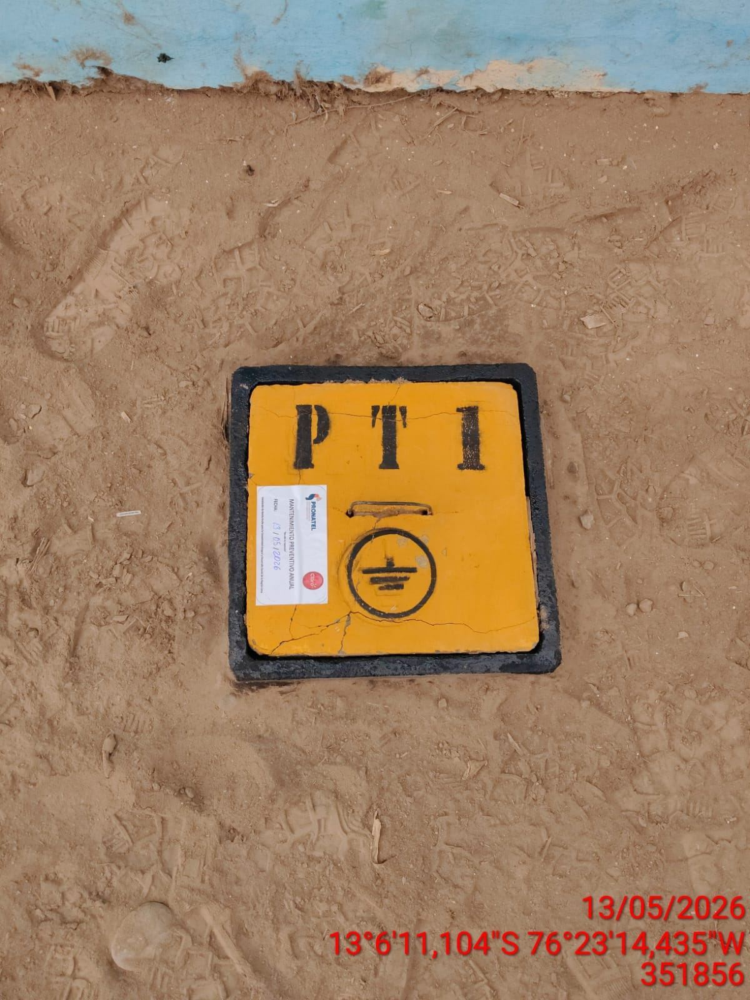 PT1
PRONATEL
MANTENIMIENTO PREVENTIVO ANUAL
Claro
FECHA: 13/05/2026
13/05/2026
13°6'11,104"S 76°23'14,435"W
351856